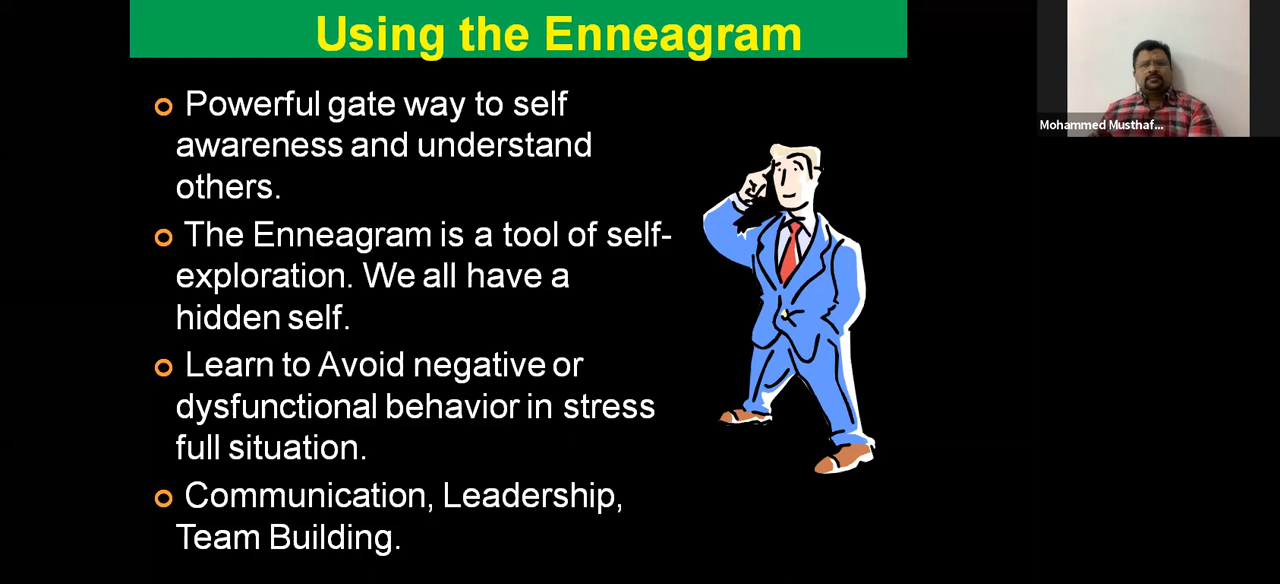 Using the Enneagram
Mohammed Musthaf...
Powerful gate way to self
awareness and understand
others.
The Enneagram is a tool of self-
exploration. We all have a
hidden self.
Learn to Avoid negative or
dysfunctional behavior in stress
full situation.
Communication, Leadership,
Team Building.